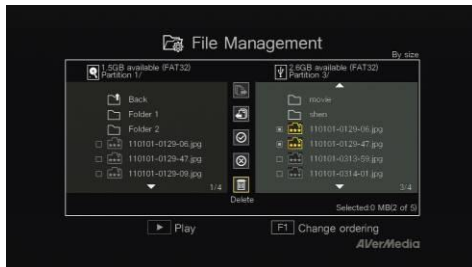 File Management
By size
1.5GB available (FAT32)
Partition 1/
2.6GB available (FAT32)
Partition 3/
Back
Folder 1
Folder 2
110101-0129-06.jpg
110101-0129-47.jpg
110101-0129-09.jpg
1/4
Delete
movie
shen
110101-0129-06.jpg
110101-0129-47.jpg
110101-0313-59.jpg
110101-0314-01.jpg
3/4
Selected:0 MB(2 of 5)
Play
F1 Change ordering
AVerMedia